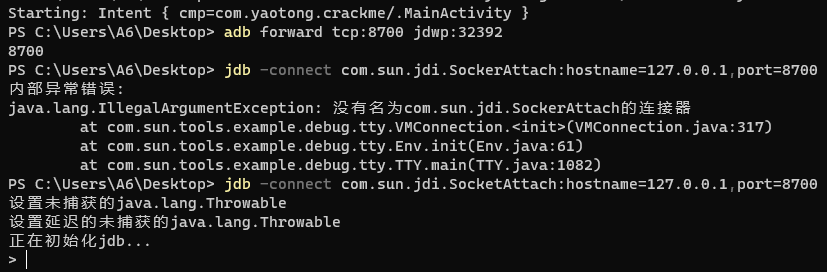 Starting: Intent { cmp=com.yaotong.crackme/.MainActivity }
PS C:\Users\A6\Desktop> adb forward tcp:8700 jdwp:32392
8700
PS C:\Users\A6\Desktop> jdb -connect com.sun.jdi.SockerAttach:hostname=127.0.0.1,port=8700
内部异常错误:
java.lang.IllegalArgumentException: 没有名为com.sun.jdi.SockerAttach的连接器
        at com.sun.tools.example.debug.tty.VMConnection.<init>(VMConnection.java:317)
        at com.sun.tools.example.debug.tty.Env.init(Env.java:61)
        at com.sun.tools.example.debug.tty.TTY.main(TTY.java:1082)
PS C:\Users\A6\Desktop> jdb -connect com.sun.jdi.SocketAttach:hostname=127.0.0.1,port=8700
设置未捕获的java.lang.Throwable
设置延迟的未捕获的java.lang.Throwable
正在初始化jdb...
>